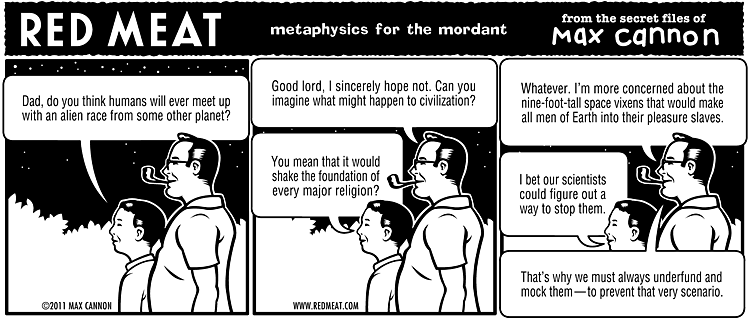 RED MEAT
metaphysics for the mordant
from the secret files of
Max cannon
Dad, do you think humans will ever meet up
with an alien race from some other planet?
©2011 MAX CANNON
Good lord, I sincerely hope not. Can you
imagine what might happen to civilization?
You mean that it would
shake the foundation of
every major religion?
WWW.REDMEAT.COM
Whatever. I'm more concerned about the
nine-foot-tall space vixens that would make
all men of Earth into their pleasure slaves.
I bet our scientists
could figure out a
way to stop them.
That's why we must always underfund and
mock them—to prevent that very scenario.